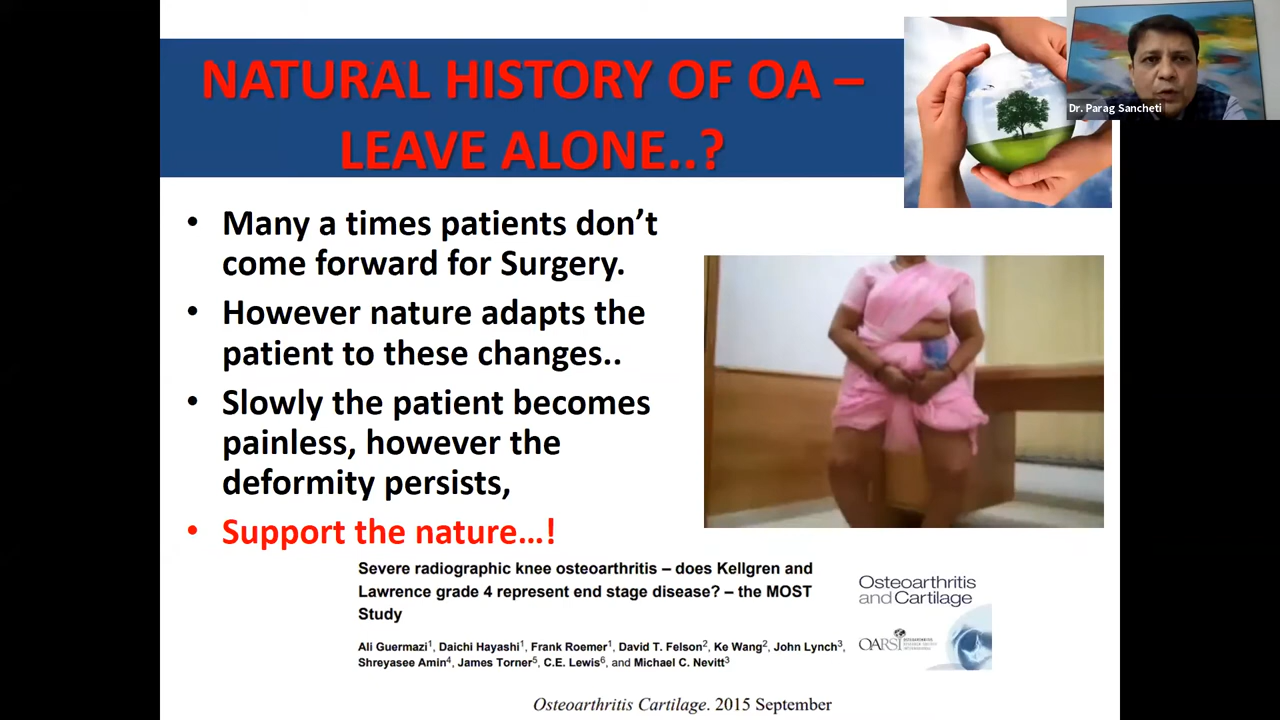 NATURAL HISTORY OF OA –
LEAVE ALONE..?
Dr. Parag Sancheti
• Many a times patients don’t
come forward for Surgery.
• However nature adapts the
patient to these changes..
• Slowly the patient becomes
painless, however the
deformity persists,
• Support the nature…!
Severe radiographic knee osteoarthritis – does Kellgren and
Lawrence grade 4 represent end stage disease? – the MOST
Study
Ali Guermazi1, Daichi Hayashi1, Frank Roemer1, David T. Felson2, Ke Wang2, John Lynch3,
Shreyasee Amin4, James Torner5, C.E. Lewis6, and Michael C. Nevitt3
Osteoarthritis
and Cartilage
OARSI
Osteoarthritis Cartilage. 2015 September